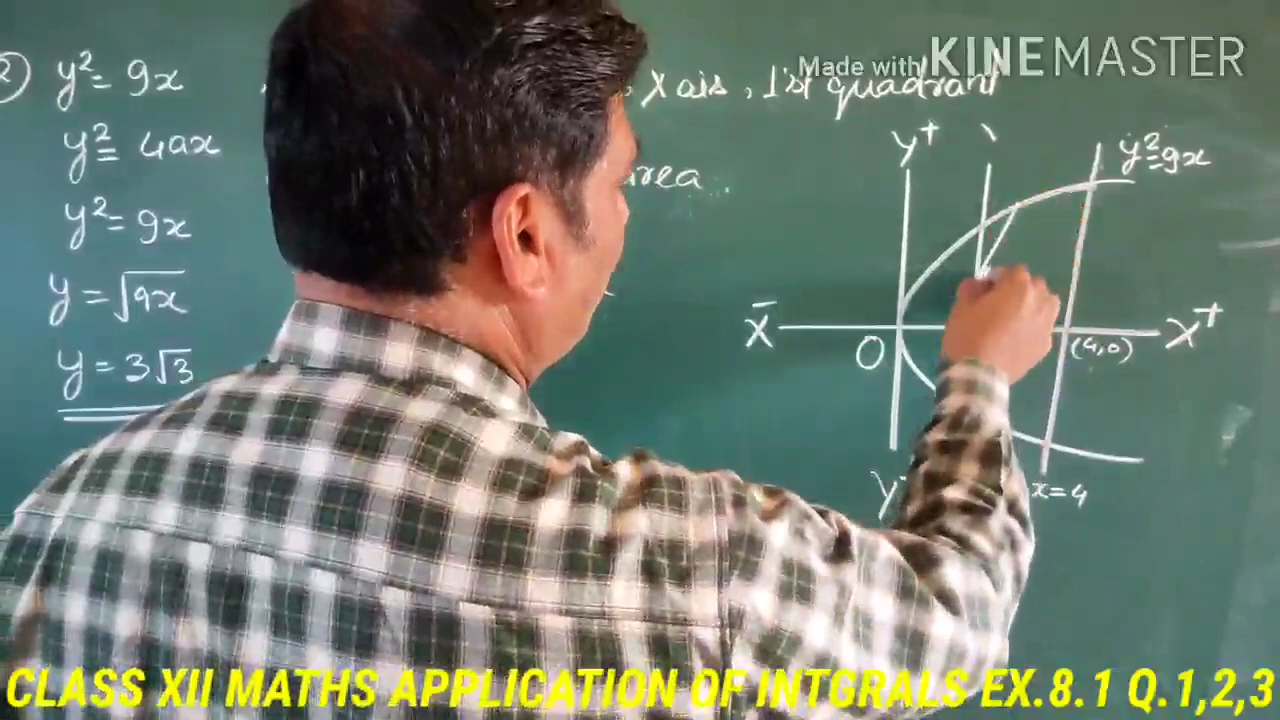 Made with KINEMASTER
2) y²= 9x , X ais, 1st quadrant
y²= 4ax area.
y²= 9x
y = √9x
y = 3√3
y+
y²=9x
X-
X+
O
(4,0)
y-
x=4
CLASS XII MATHS APPLICATION OF INTGRALS EX.8.1 Q.1,2,3